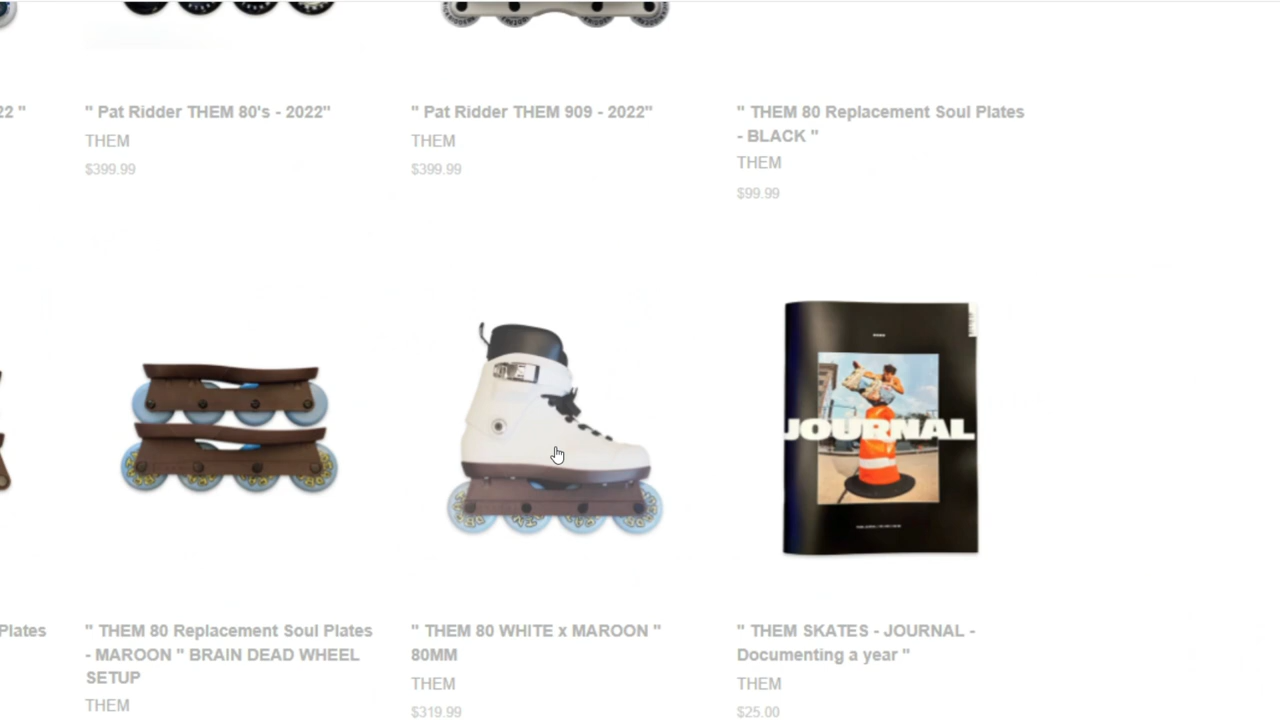 22 "
" Pat Ridder THEM 80's - 2022"
THEM
$399.99
" Pat Ridder THEM 909 - 2022"
THEM
$399.99
" THEM 80 Replacement Soul Plates
- BLACK "
THEM
$99.99
JOURNAL
Plates
" THEM 80 Replacement Soul Plates
- MAROON " BRAIN DEAD WHEEL
SETUP
THEM
" THEM 80 WHITE x MAROON "
80MM
THEM
$319.99
" THEM SKATES - JOURNAL -
Documenting a year "
THEM
$25.00